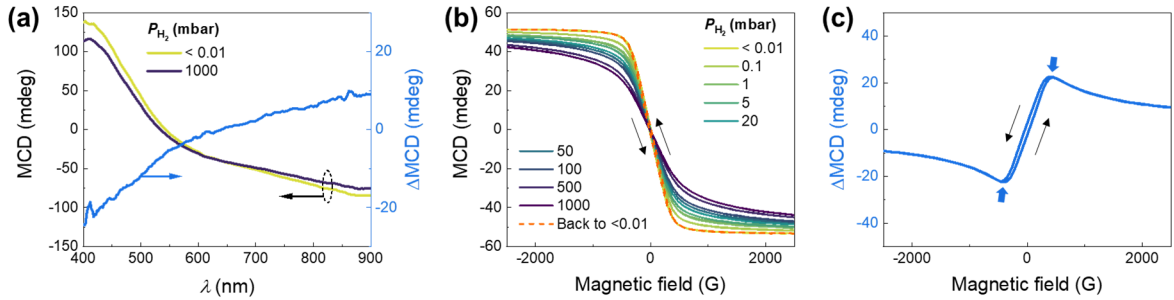 (a)
P_H2 (mbar)
< 0.01
1000
MCD (mdeg)
150
100
50
0
-50
-100
-150
20
0
-20
ΔMCD (mdeg)
400 500 600 700 800 900
λ (nm)
(b)
P_H2 (mbar)
< 0.01
0.1
1
5
20
50
100
500
1000
Back to <0.01
MCD (mdeg)
60
40
20
0
-20
-40
-60
-2000 0 2000
Magnetic field (G)
(c)
ΔMCD (mdeg)
40
20
0
-20
-40
-2000 0 2000
Magnetic field (G)